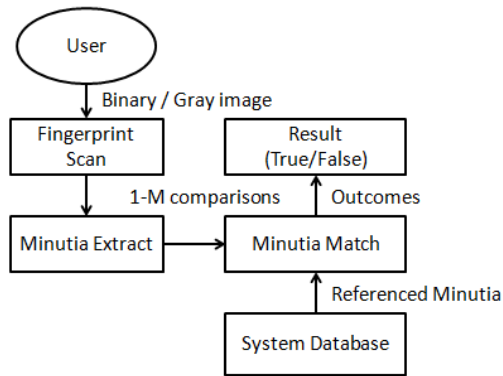 User
Binary / Gray image
Fingerprint
Scan
Result
(True/False)
1-M comparisons
Outcomes
Minutia Extract
Minutia Match
Referenced Minutia
System Database